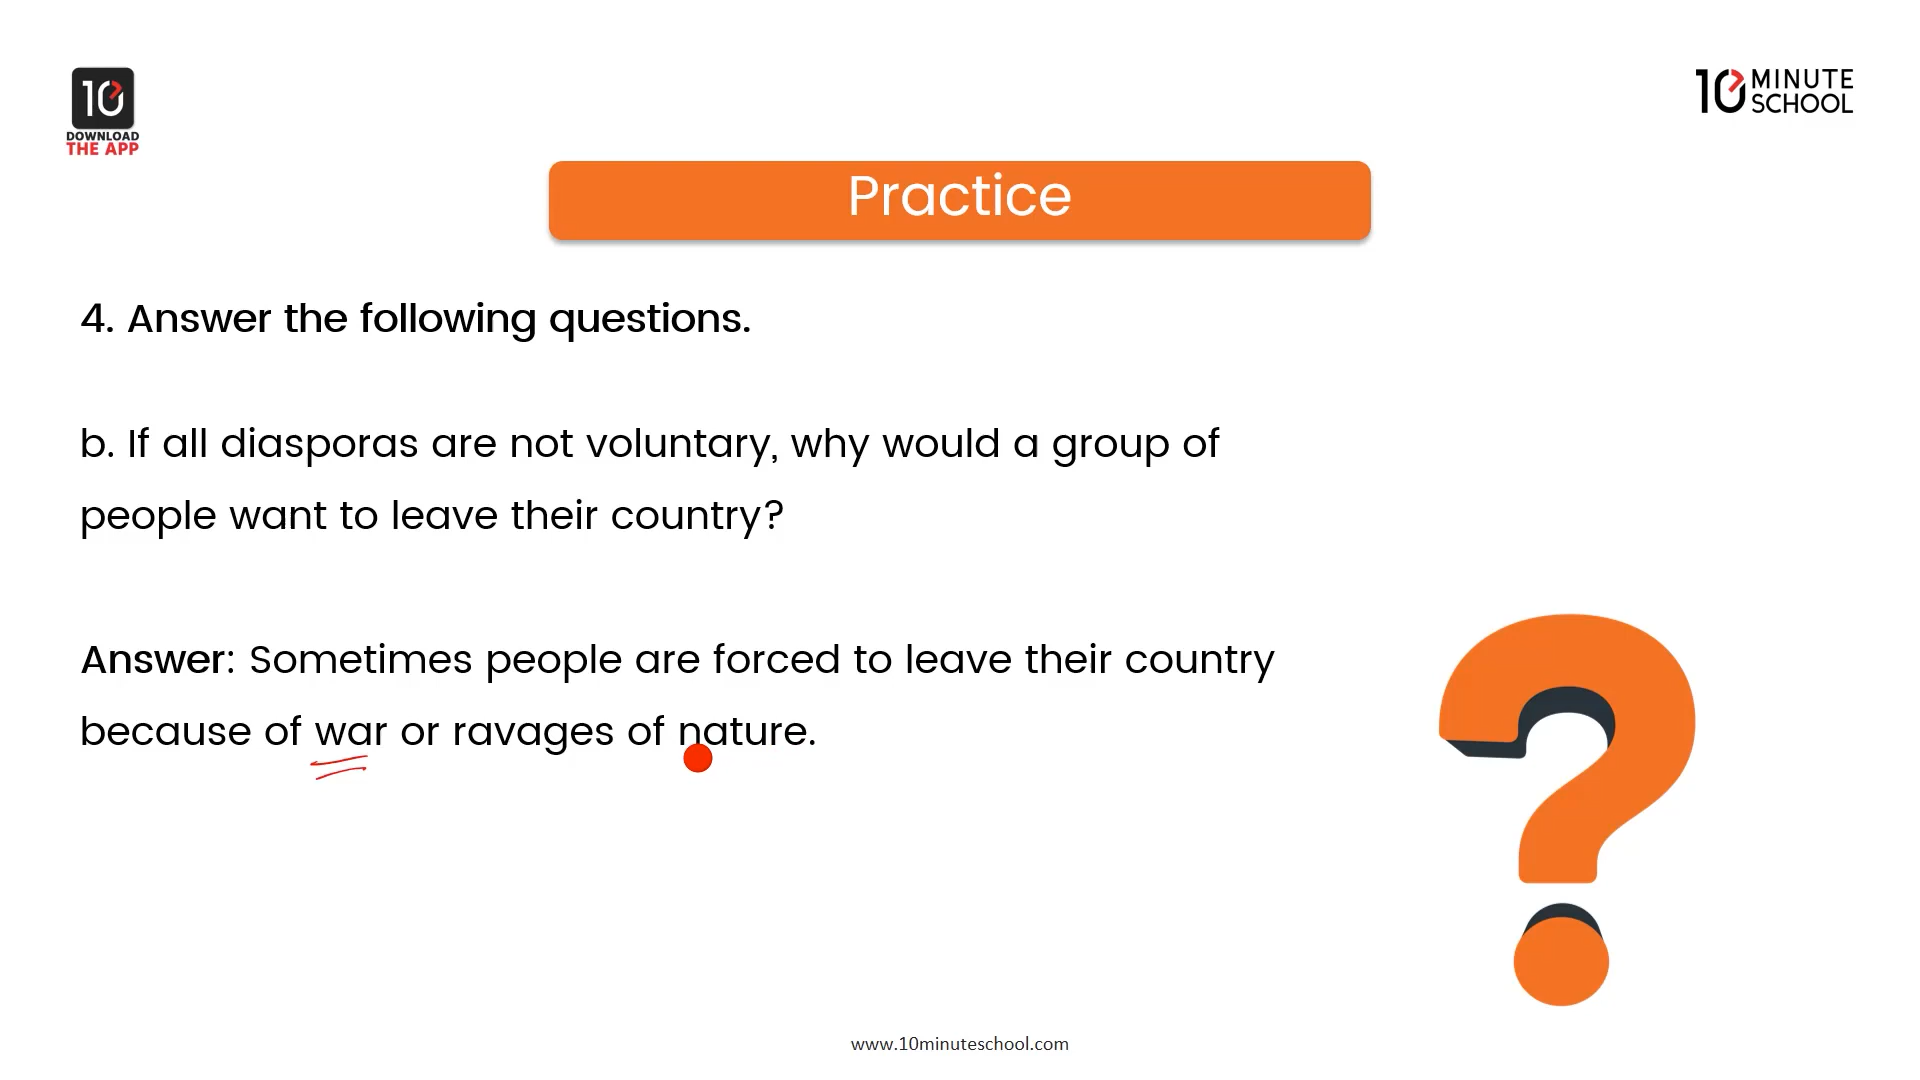 10
DOWNLOAD
THE APP
10 MINUTE
SCHOOL
Practice
4. Answer the following questions.
b. If all diasporas are not voluntary, why would a group of
people want to leave their country?
Answer: Sometimes people are forced to leave their country
because of war or ravages of nature.
?
www.10minuteschool.com